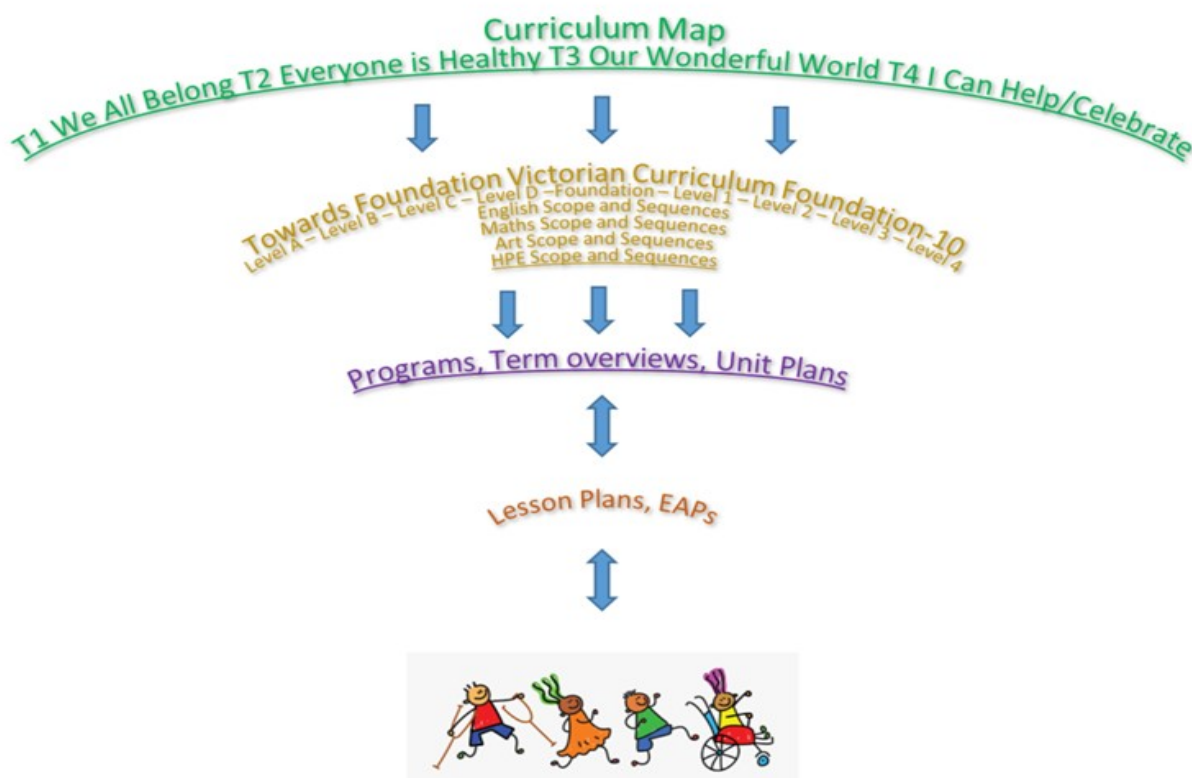 Curriculum Map
T1 We All Belong T2 Everyone is Healthy T3 Our Wonderful World T4 I Can Help/Celebrate
Towards Foundation Victorian Curriculum Foundation-10
Level A – Level B – Level C – Level D –Foundation – Level 1 – Level 2 – Level 3 – Level 4
English Scope and Sequences
Maths Scope and Sequences
Art Scope and Sequences
HPE Scope and Sequences
Programs, Term overviews, Unit Plans
Lesson Plans, EAPs